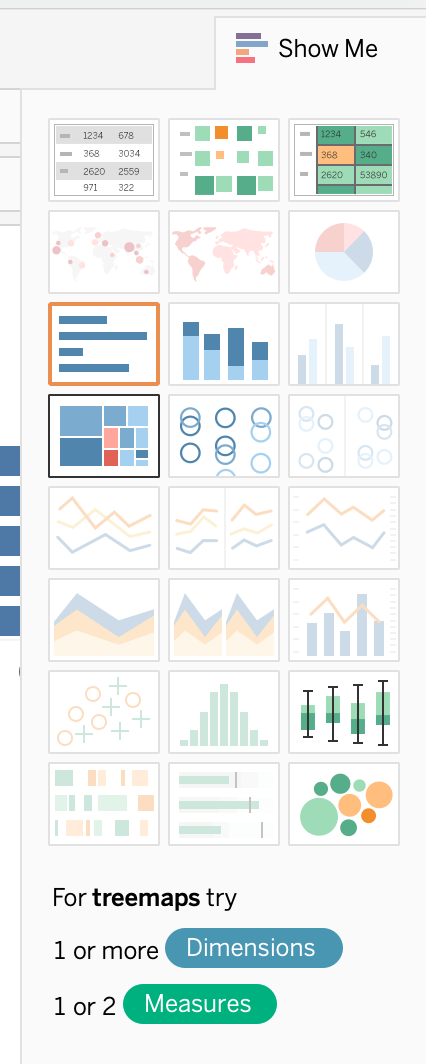 Show Me
1234 678
368 3034
2620 2559
971 322
1234 546
368 340
2620 53890
For treemaps try
1 or more Dimensions
1 or 2 Measures